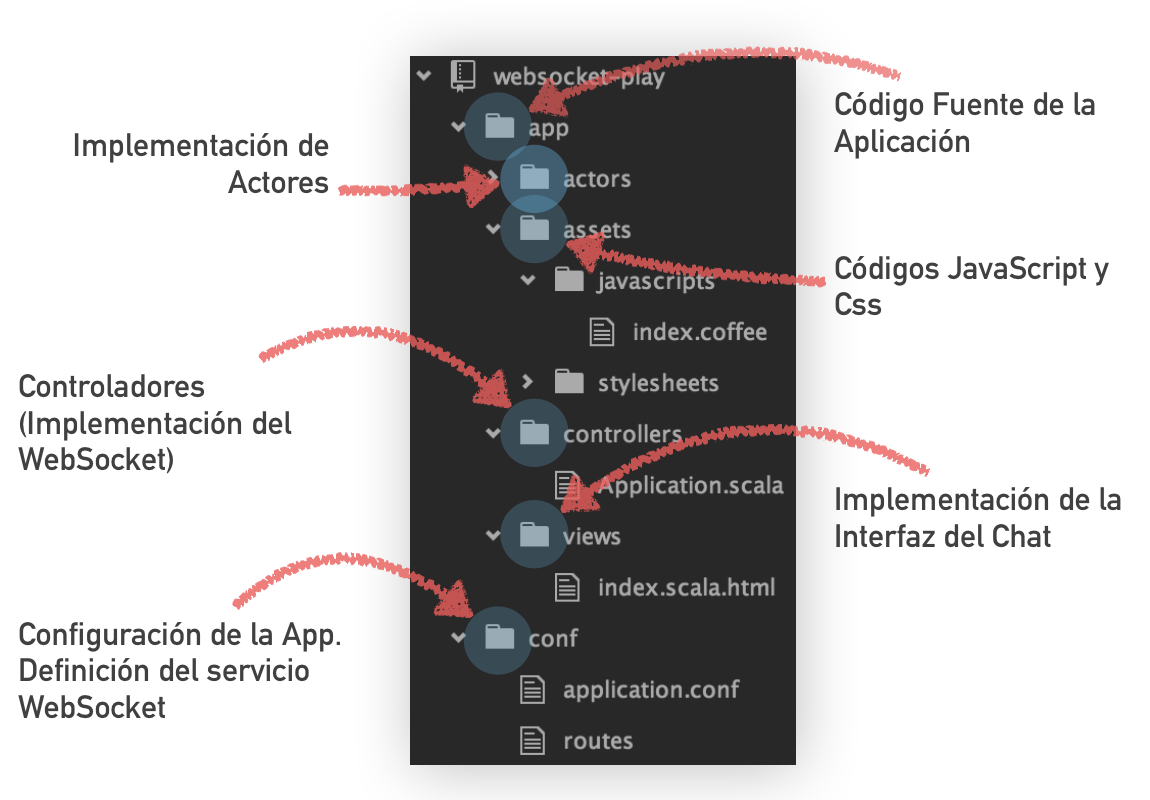 websocket-play
app
actors
assets
javascripts
index.coffee
stylesheets
controllers
Application.scala
views
index.scala.html
conf
application.conf
routes
Implementación de
Actores
Controladores
(Implementación del
WebSocket)
Configuración de la App.
Definición del servicio
WebSocket
Código Fuente de la
Aplicación
Códigos JavaScript y
Css
Implementación de la
Interfaz del Chat